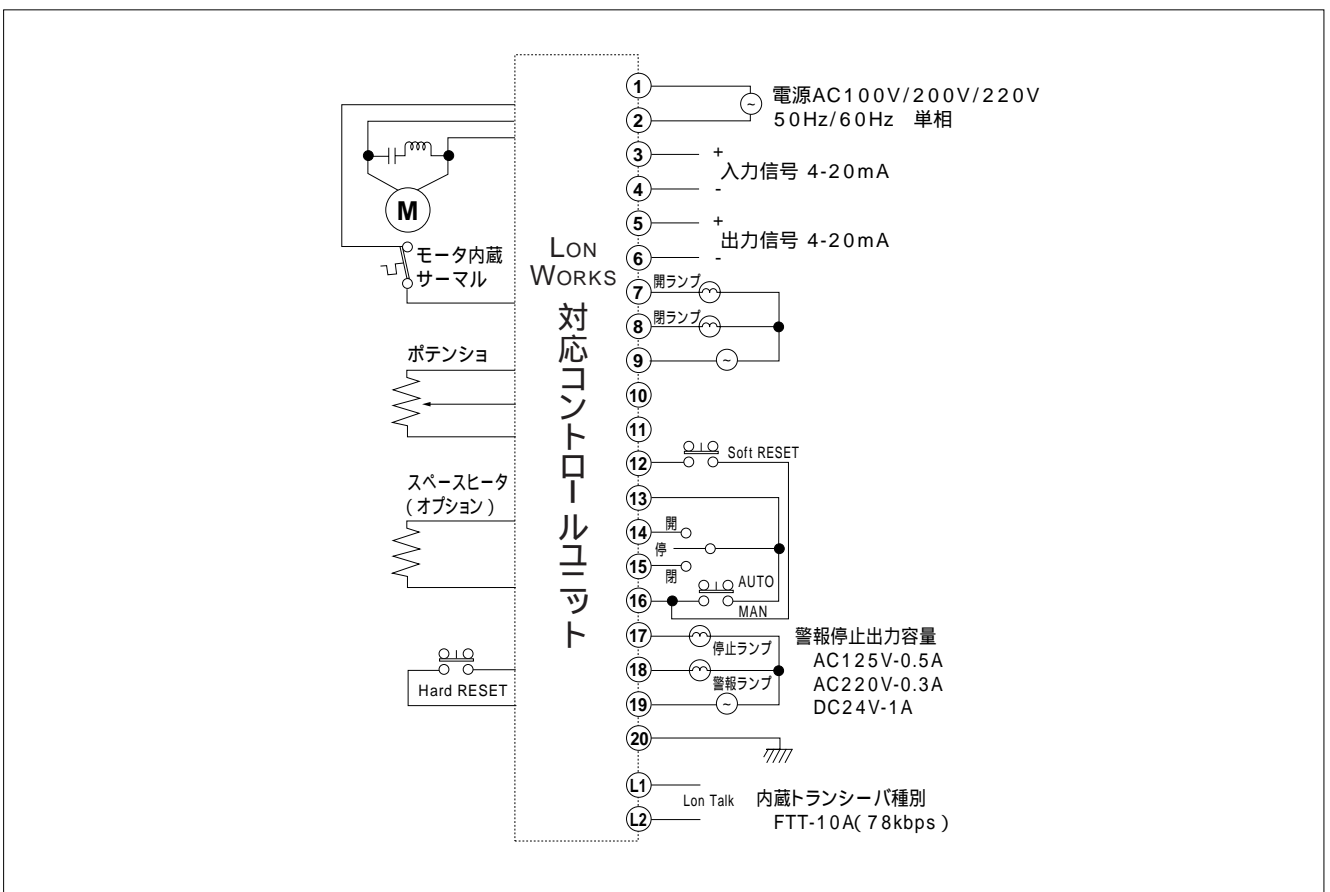 1
電源AC100V/200V/220V
2
50Hz/60Hz 単相
3
+
入力信号 4-20mA
4
-
M
5
+
出力信号 4-20mA
6
-
モータ内蔵
サーマル
LON
WORKS
対応コントロールユニット
7
開ランプ
8
閉ランプ
9
ポテンショ
10
11
12
Soft RESET
スペースヒータ
(オプション)
13
14
開
停
15
閉
AUTO
16
MAN
17
停止ランプ
警報停止出力容量
AC125V-0.5A
18
警報ランプ
AC220V-0.3A
Hard RESET
19
DC24V-1A
20
L1
Lon Talk 内蔵トランシーバ種別
L2
FTT-10A(78kbps)